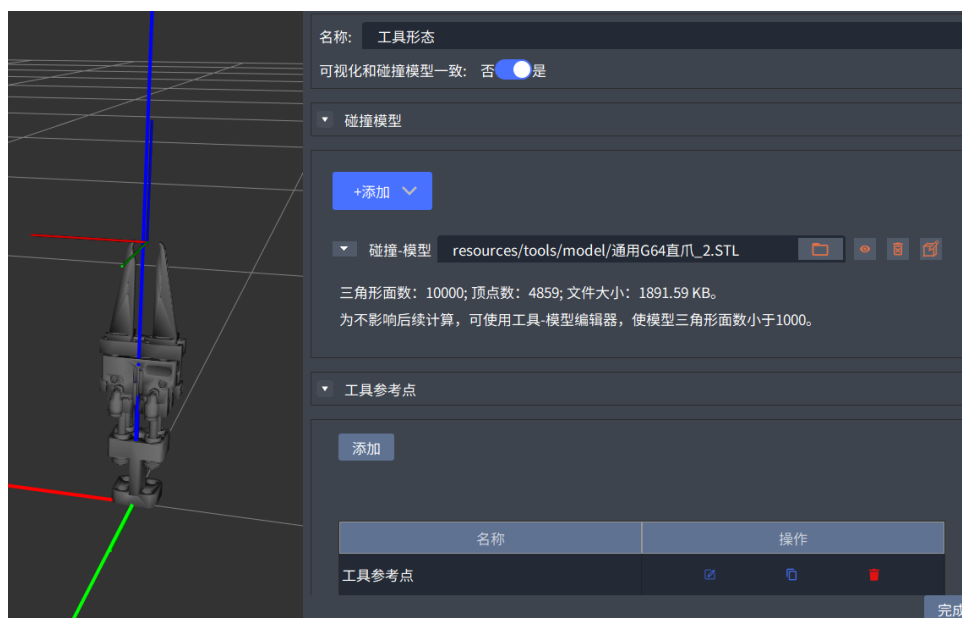 名称: 工具形态
可视化和碰撞模型一致: 否 是
碰撞模型
+添加
碰撞-模型 resources/tools/model/通用G64直爪_2.STL
三角形面数：10000; 顶点数：4859; 文件大小：1891.59 KB。
为不影响后续计算，可使用工具-模型编辑器，使模型三角形面数小于1000。
工具参考点
添加
名称 操作
工具参考点
完成